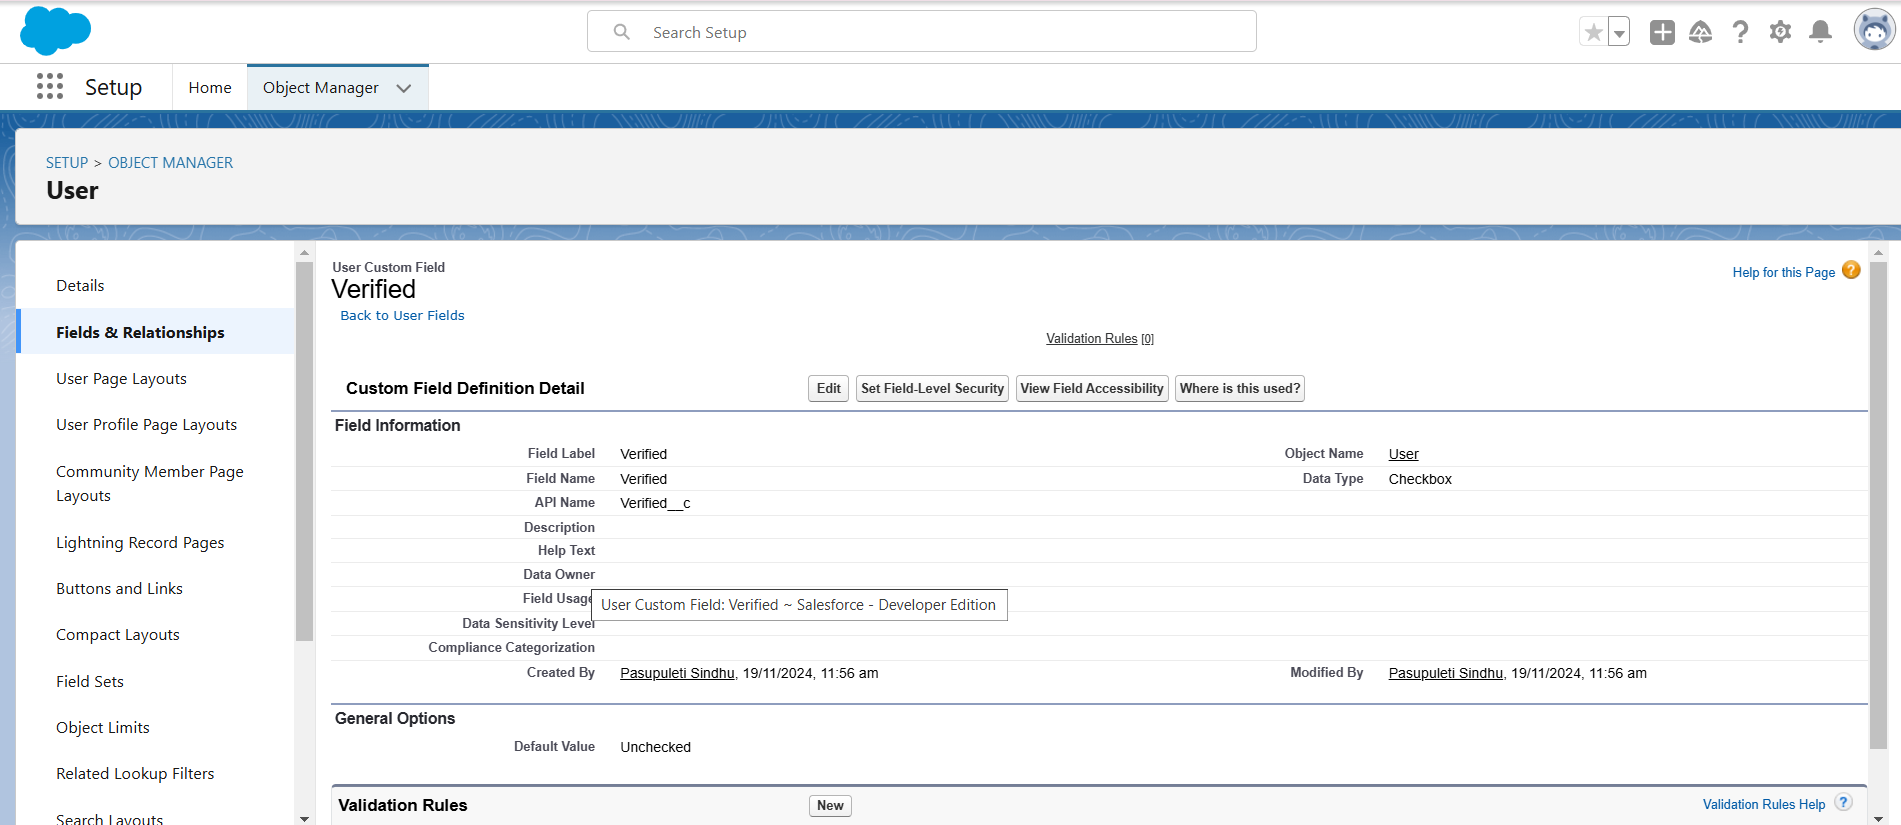 Search Setup
Setup
Home
Object Manager
SETUP > OBJECT MANAGER
User
Details
Fields & Relationships
User Page Layouts
User Profile Page Layouts
Community Member Page
Layouts
Lightning Record Pages
Buttons and Links
Compact Layouts
Field Sets
Object Limits
Related Lookup Filters
Search Layouts
User Custom Field
Verified
Back to User Fields
Help for this Page ?
Validation Rules [0]
Custom Field Definition Detail
Edit
Set Field-Level Security
View Field Accessibility
Where is this used?
Field Information
Field Label Verified
Object Name User
Field Name Verified
Data Type Checkbox
API Name Verified__c
Description
Help Text
Data Owner
Field Usage
User Custom Field: Verified ~ Salesforce - Developer Edition
Data Sensitivity Level
Compliance Categorization
Created By Pasupuleti Sindhu, 19/11/2024, 11:56 am
Modified By Pasupuleti Sindhu, 19/11/2024, 11:56 am
General Options
Default Value Unchecked
Validation Rules
New
Validation Rules Help ?